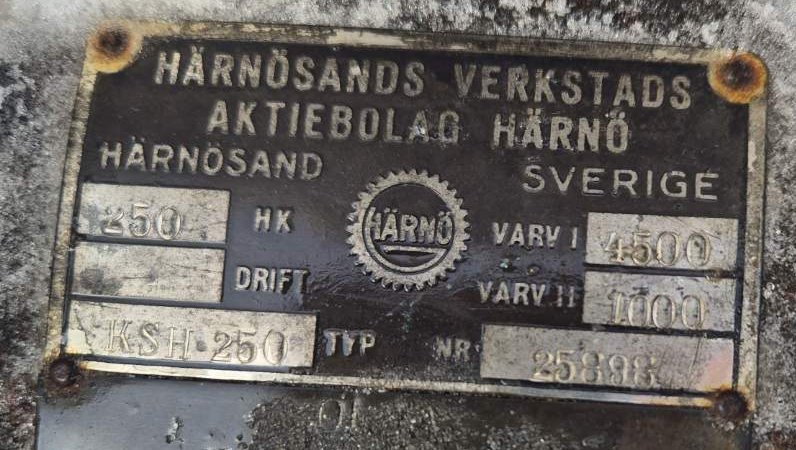 HÄRNÖSANDS VERKSTADS
AKTIEBOLAG HÄRNÖ
HÄRNÖSAND SVERIGE
250 HK HÄRNÖ VARV I 4500
DRIFT VARV II 1000
KSH 250 TYP NR 25898